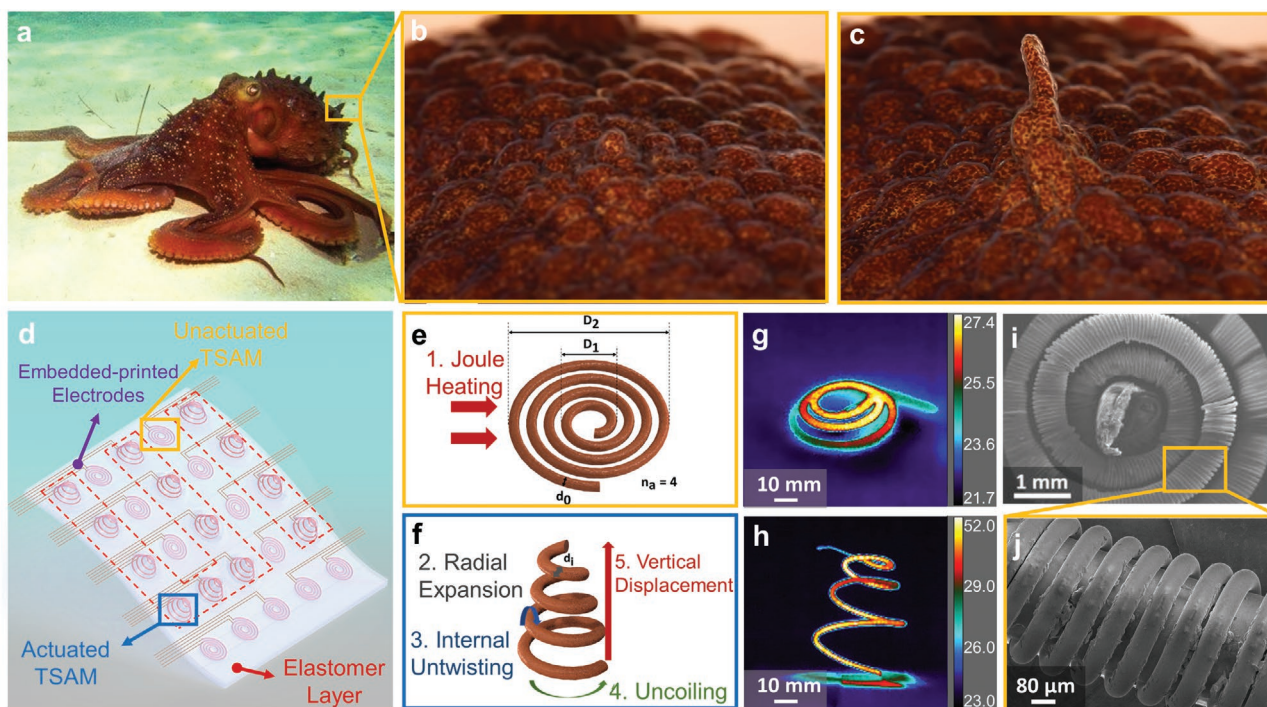 a
b
c
d
Unactuated
TSAM
Embedded-printed
Electrodes
Actuated
TSAM
Elastomer
Layer
e
D2
D1
1. Joule
Heating
d0
na = 4
f
di
2. Radial
Expansion
3. Internal
Untwisting
4. Uncoiling
5. Vertical
Displacement
g
10 mm
27.4
25.5
23.6
21.7
h
10 mm
52.0
29.0
26.0
23.0
i
1 mm
j
80 µm